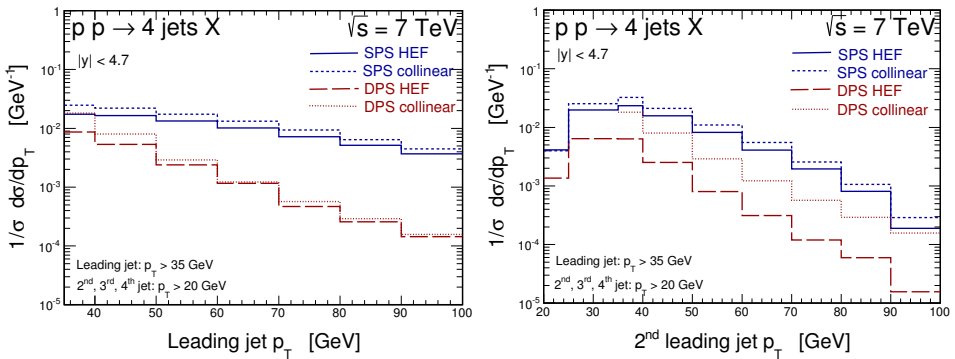 p p → 4 jets X √s = 7 TeV
|y| < 4.7
SPS HEF
SPS collinear
DPS HEF
DPS collinear
1/σ dσ/dp_T [GeV⁻¹]
1
10⁻¹
10⁻²
10⁻³
10⁻⁴
10⁻⁵
Leading jet: p_T > 35 GeV
2ⁿᵈ, 3ʳᵈ, 4ᵗʰ jet: p_T > 20 GeV
40 50 60 70 80 90 100
Leading jet p_T [GeV]
p p → 4 jets X √s = 7 TeV
|y| < 4.7
SPS HEF
SPS collinear
DPS HEF
DPS collinear
1/σ dσ/dp_T [GeV⁻¹]
1
10⁻¹
10⁻²
10⁻³
10⁻⁴
10⁻⁵
Leading jet: p_T > 35 GeV
2ⁿᵈ, 3ʳᵈ, 4ᵗʰ jet: p_T > 20 GeV
20 30 40 50 60 70 80 90 100
2ⁿᵈ leading jet p_T [GeV]